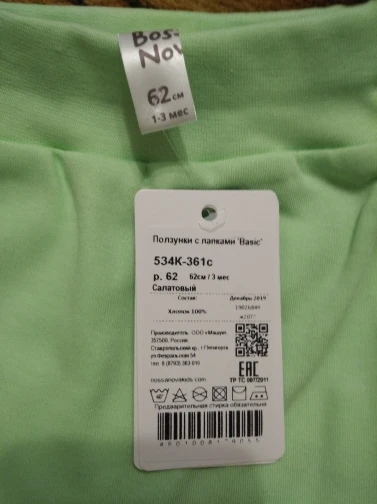 Bos
Nov
62 см
1-3 мес
Ползунки с лапками 'Basic'
534К-361с
р. 62 62см / 3 мес
Салатовый
Состав: Декабрь 2019
Хлопок 100%
Производитель: ООО «Машук»
357500, Россия
Ставропольский кр., г.Пятигорск
ул.Февральская 54
EAC
ТР ТС 007/2011
bossanovakids.com
Предварительная стирка обязательна